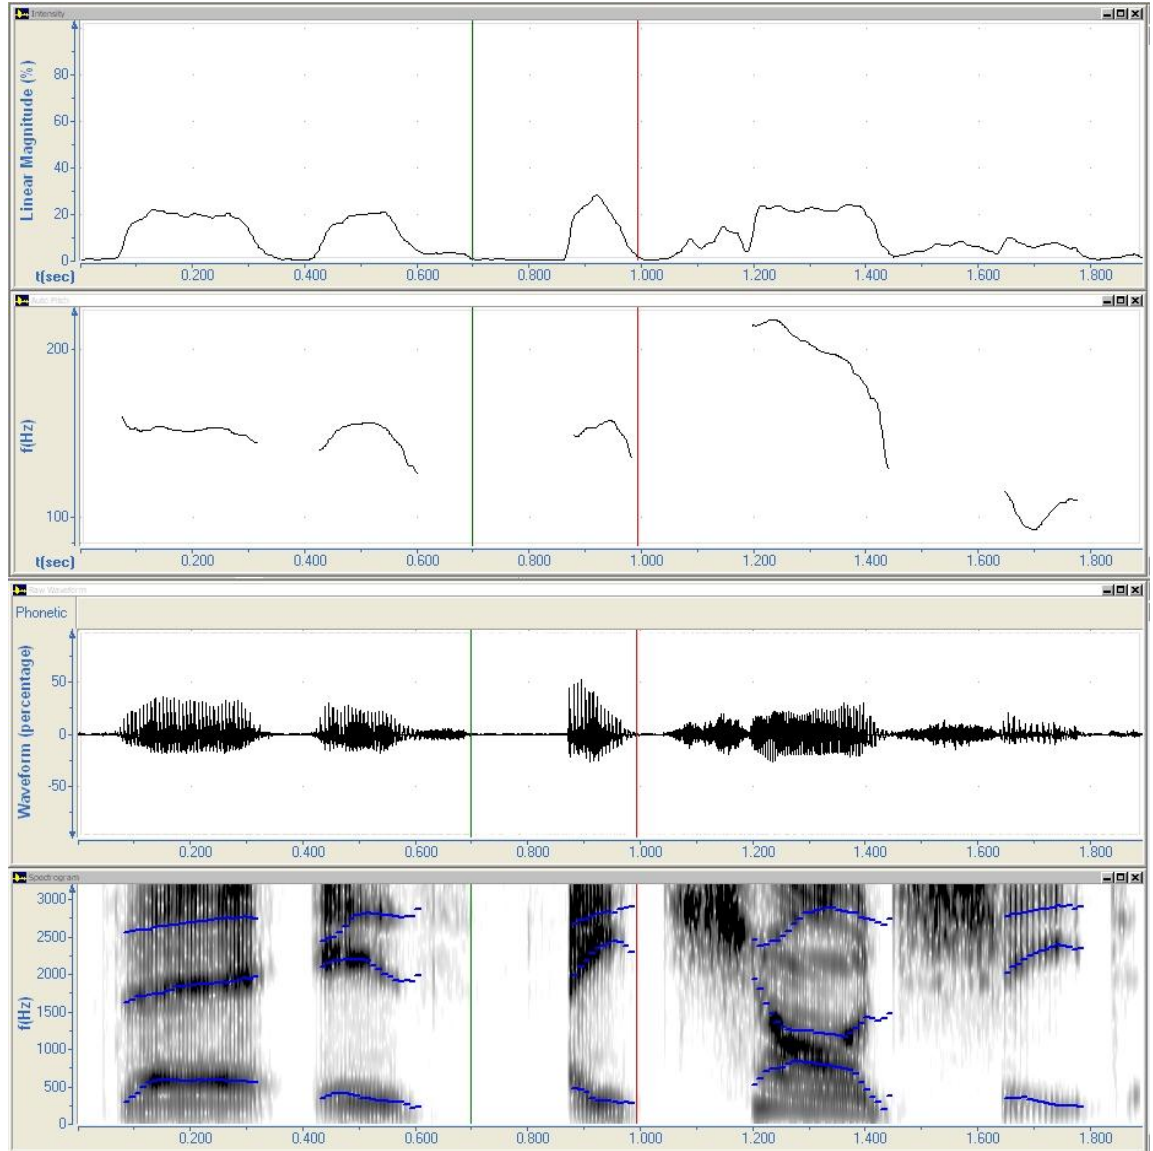 Intensity
Linear Magnitude (%)
80
60
40
20
0
t(sec)
0.200 0.400 0.600 0.800 1.000 1.200 1.400 1.600 1.800
Auto Pitch
f(Hz)
200
100
t(sec)
0.200 0.400 0.600 0.800 1.000 1.200 1.400 1.600 1.800
Raw Waveform
Phonetic
Waveform (percentage)
50
0
-50
0.200 0.400 0.600 0.800 1.000 1.200 1.400 1.600 1.800
Spectrogram
f(Hz)
3000
2500
2000
1500
1000
500
0
0.200 0.400 0.600 0.800 1.000 1.200 1.400 1.600 1.800